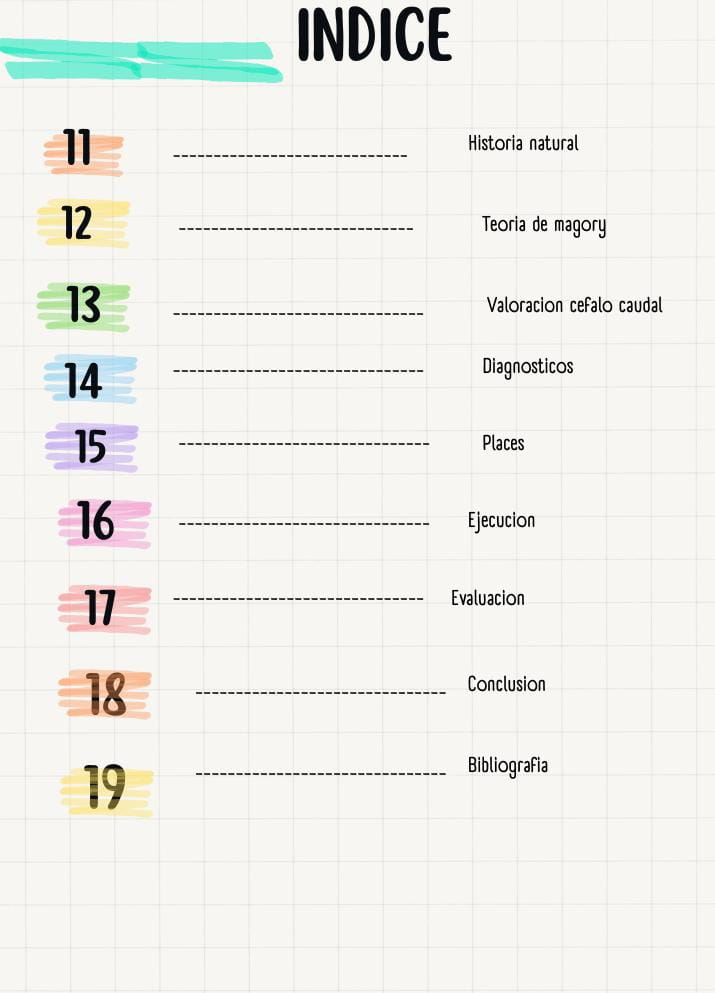 INDICE
11 ------------------------------ Historia natural
12 ------------------------------ Teoria de magory
13 -------------------------------- Valoracion cefalo caudal
14 -------------------------------- Diagnosticos
15 -------------------------------- Places
16 -------------------------------- Ejecucion
17 -------------------------------- Evaluacion
18 -------------------------------- Conclusion
19 -------------------------------- Bibliografia